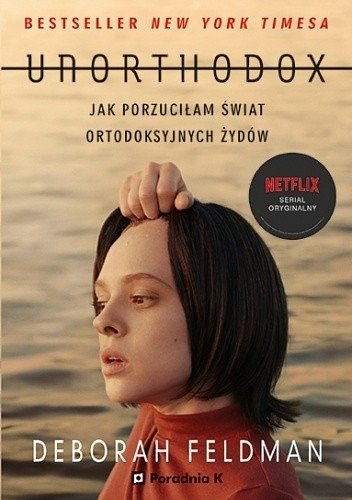 BESTSELLER NEW YORK TIMESA
UNORTHODOX
JAK PORZUCIŁAM ŚWIAT
ORTODOKSYJNYCH ŻYDÓW
NETFLIX
SERIAL
ORYGINALNY
DEBORAH FELDMAN
Poradnia K